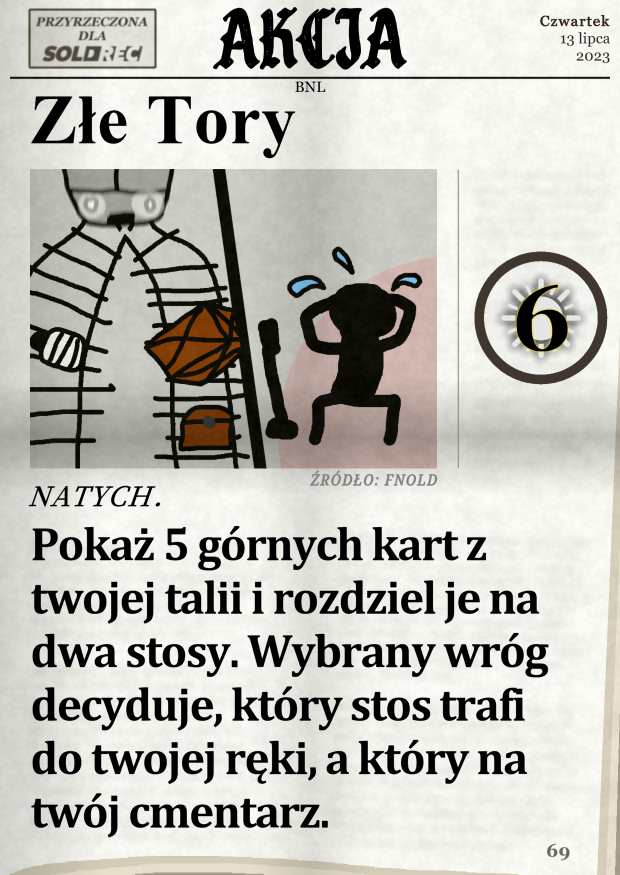 PRZYRZECZONA
DLA
SOLDREC
AKCJA
Czwartek
13 lipca
2023
BNL
Złe Tory
6
ŹRÓDŁO: FNOLD
NATYCH.
Pokaż 5 górnych kart z
twojej talii i rozdziel je na
dwa stosy. Wybrany wróg
decyduje, który stos trafi
do twojej ręki, a który na
twój cmentarz.
69